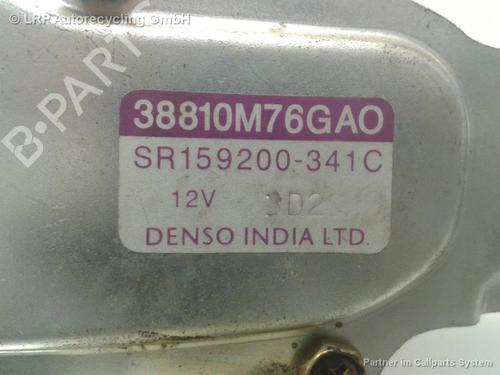 © LRP Autorecycling GmbH
B-PARTS
38810M76GAO
SR159200-341C
12V 3D2
DENSO INDIA LTD.
Partner im Callparts System